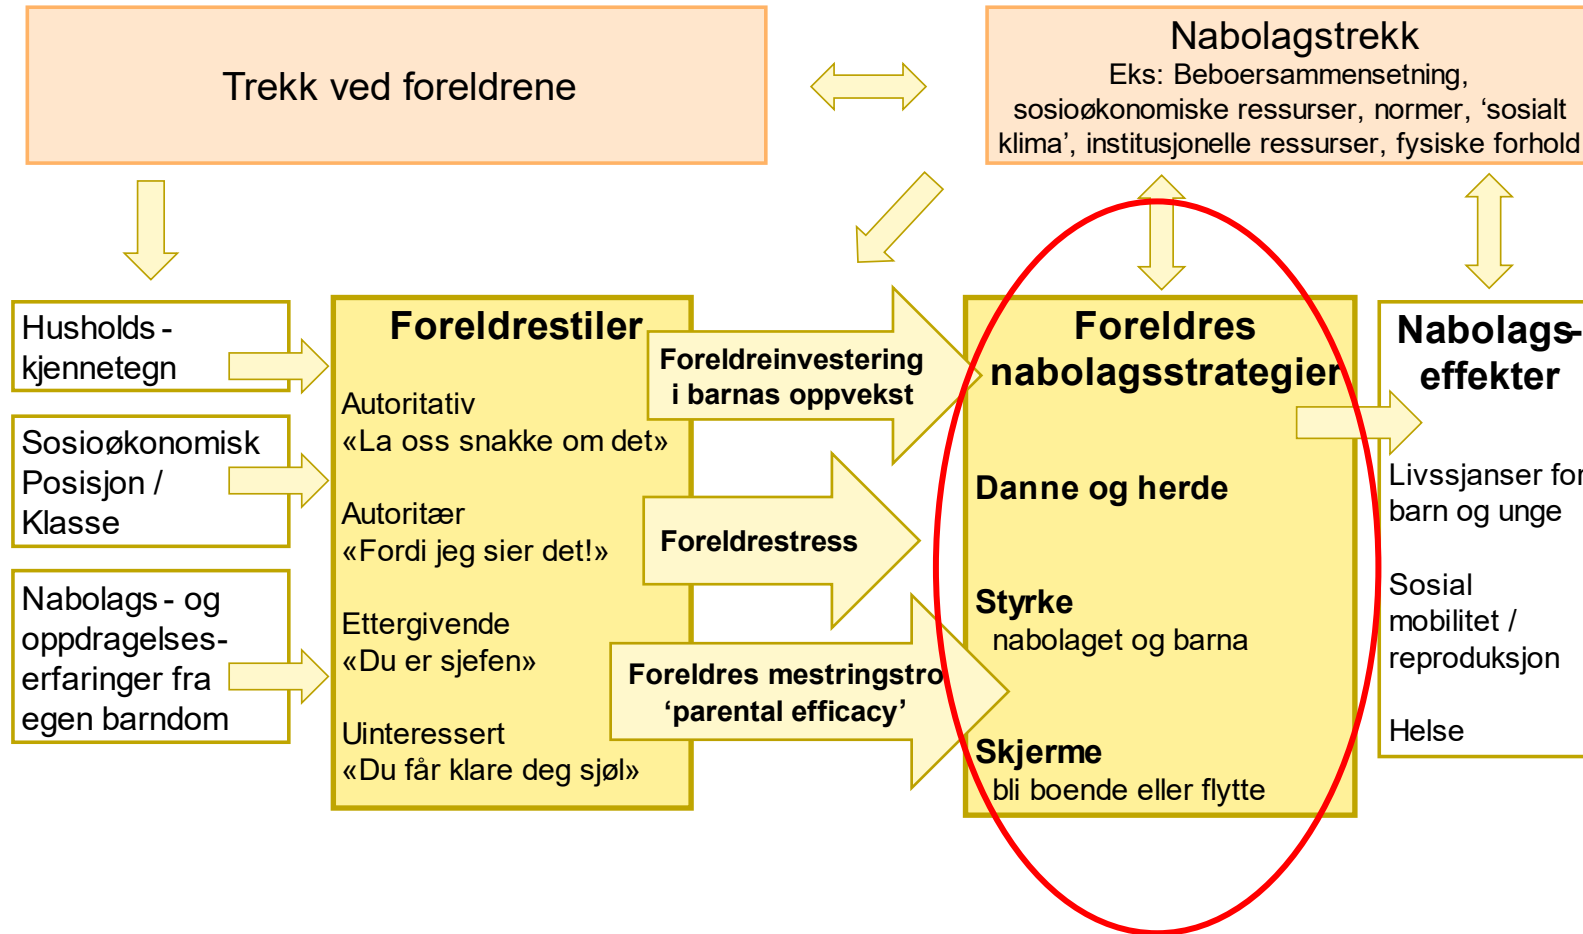 Trekk ved foreldrene
Nabolagstrekk
Eks: Beboersammensetning,
sosioøkonomiske ressurser, normer, ‘sosialt
klima’, institusjonelle ressurser, fysiske forhold
Husholds-
kjennetegn
Sosioøkonomisk
Posisjon /
Klasse
Nabolags- og
oppdragelses-
erfaringer fra
egen barndom
Foreldrestiler
Autoritativ
«La oss snakke om det»
Autoritær
«Fordi jeg sier det!»
Ettergivende
«Du er sjefen»
Uinteressert
«Du får klare deg sjøl»
Foreldreinvestering
i barnas oppvekst
Foreldrestress
Foreldres mestringstro
‘parental efficacy’
Foreldres
nabolagsstrategier
Danne og herde
Styrke
nabolaget og barna
Skjerme
bli boende eller flytte
Nabolags-
effekter
Livssjanser for
barn og unge
Sosial
mobilitet /
reproduksjon
Helse